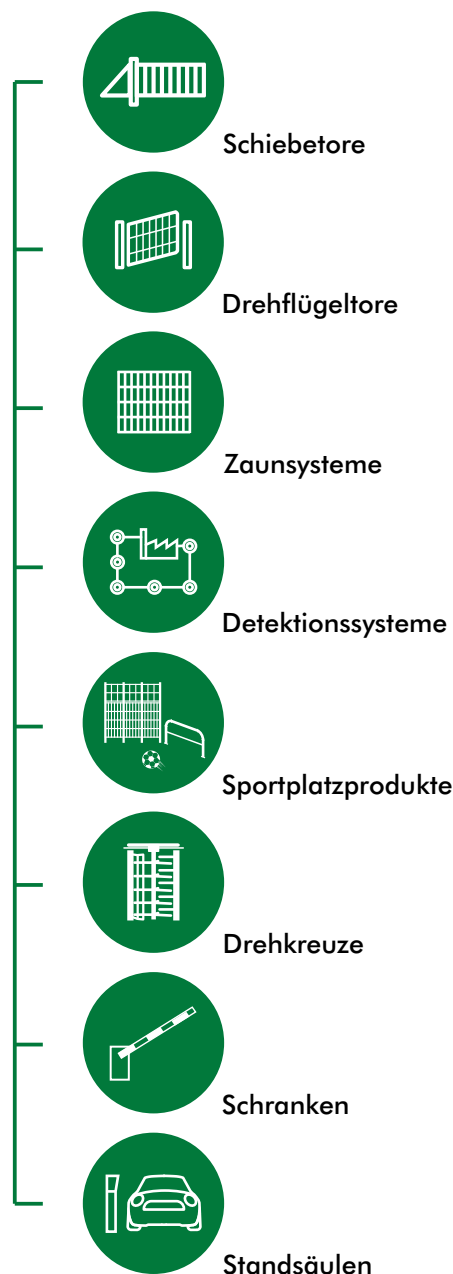 Schiebetore
Drehflügeltore
Zaunsysteme
Detektionssysteme
Sportplatzprodukte
Drehkreuze
Schranken
Standsäulen